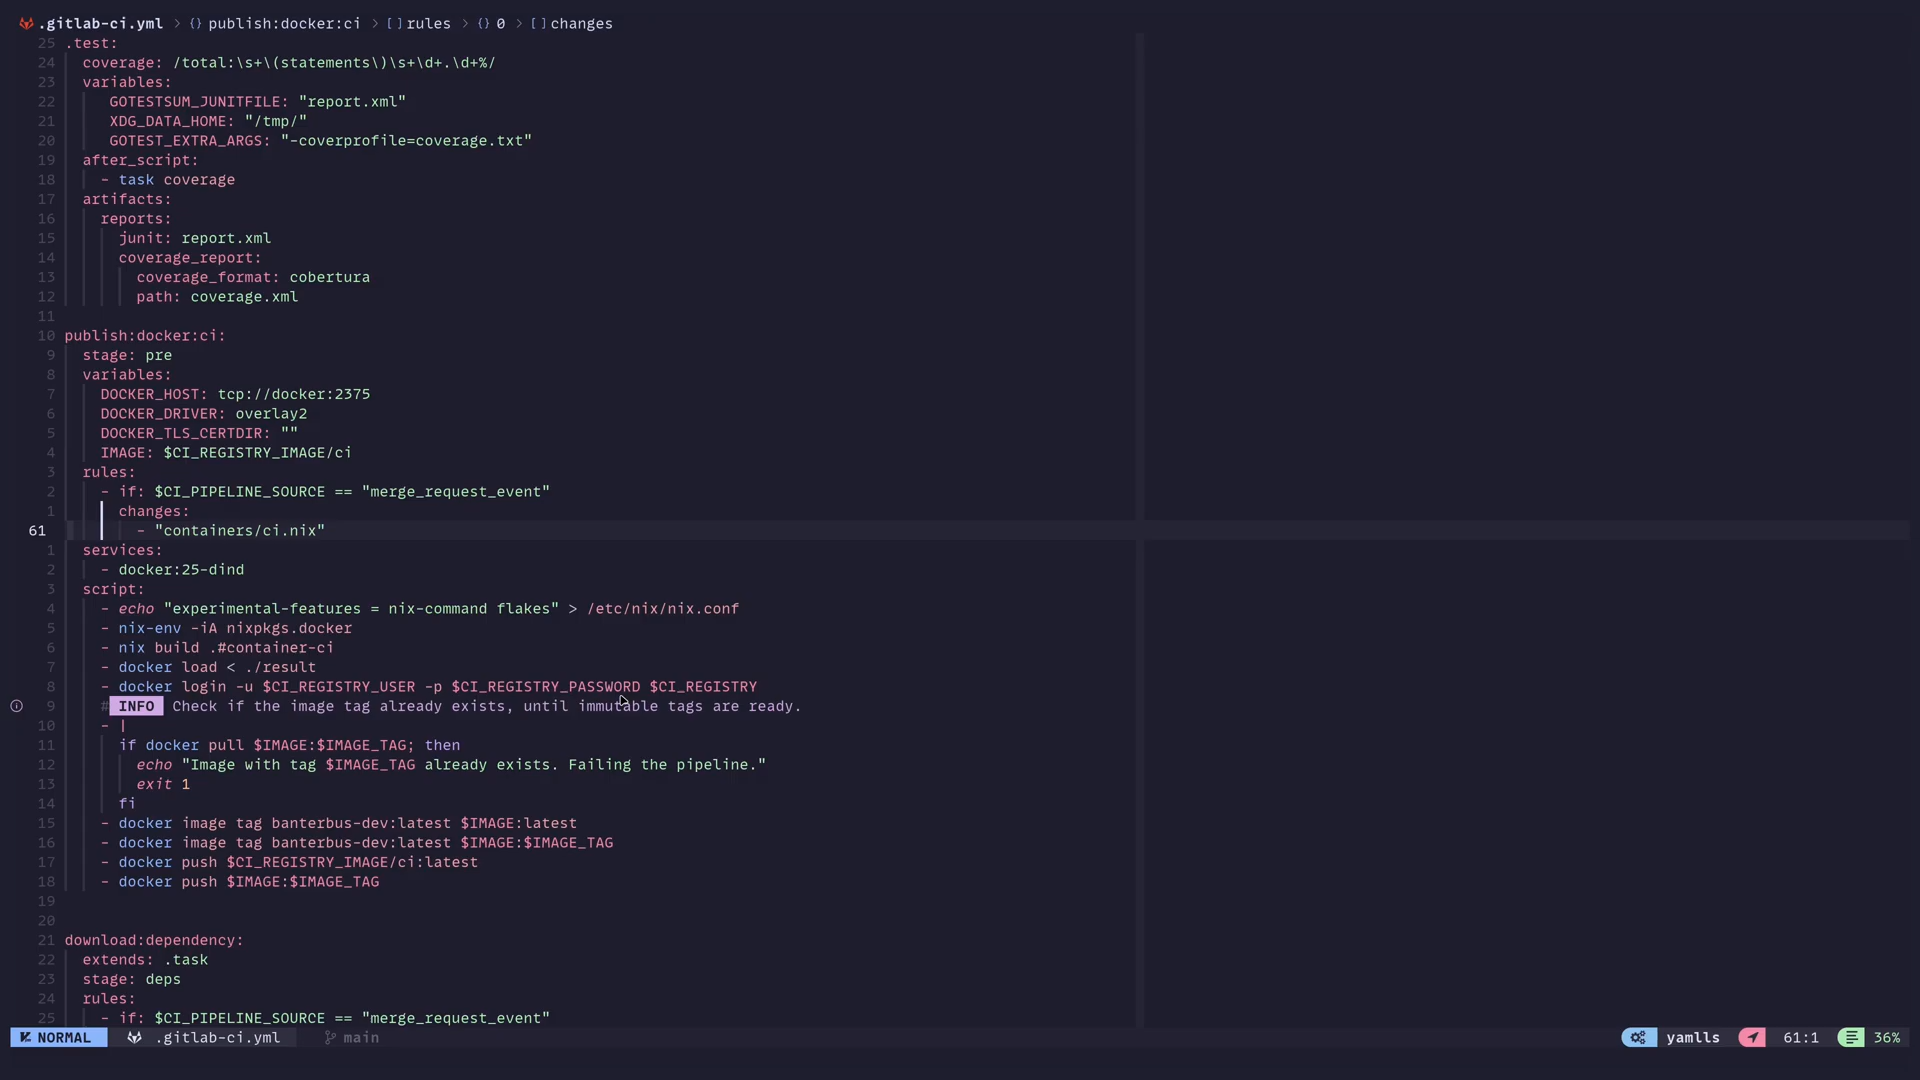 .gitlab-ci.yml > {} publish:docker:ci > [] rules > {} 0 > [] changes
25 .test:
24 coverage: /total:\s+\(statements\)\s+\d+.\d+%/
23 variables:
22 GOTESTSUM_JUNITFILE: "report.xml"
21 XDG_DATA_HOME: "/tmp/"
20 GOTEST_EXTRA_ARGS: "-coverprofile=coverage.txt"
19 after_script:
18 - task coverage
17 artifacts:
16 reports:
15 junit: report.xml
14 coverage_report:
13 coverage_format: cobertura
12 path: coverage.xml
11
10 publish:docker:ci:
9 stage: pre
8 variables:
7 DOCKER_HOST: tcp://docker:2375
6 DOCKER_DRIVER: overlay2
5 DOCKER_TLS_CERTDIR: ""
4 IMAGE: $CI_REGISTRY_IMAGE/ci
3 rules:
2 - if: $CI_PIPELINE_SOURCE == "merge_request_event"
1 changes:
61 - "containers/ci.nix"
1 services:
2 - docker:25-dind
3 script:
4 - echo "experimental-features = nix-command flakes" > /etc/nix/nix.conf
5 - nix-env -iA nixpkgs.docker
6 - nix build .#container-ci
7 - docker load < ./result
8 - docker login -u $CI_REGISTRY_USER -p $CI_REGISTRY_PASSWORD $CI_REGISTRY
9 # INFO Check if the image tag already exists, until immutable tags are ready.
10 - |
11 if docker pull $IMAGE:$IMAGE_TAG; then
12 echo "Image with tag $IMAGE_TAG already exists. Failing the pipeline."
13 exit 1
14 fi
15 - docker image tag banterbus-dev:latest $IMAGE:latest
16 - docker image tag banterbus-dev:latest $IMAGE:$IMAGE_TAG
17 - docker push $CI_REGISTRY_IMAGE/ci:latest
18 - docker push $IMAGE:$IMAGE_TAG
19
20
21 download:dependency:
22 extends: .task
23 stage: deps
24 rules:
25 - if: $CI_PIPELINE_SOURCE == "merge_request_event"
NORMAL .gitlab-ci.yml main yamlls 61:1 36%